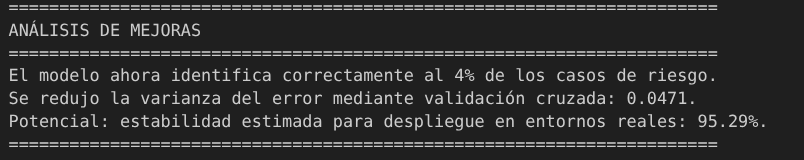 ======================================================================
ANÁLISIS DE MEJORAS
======================================================================
El modelo ahora identifica correctamente al 4% de los casos de riesgo.
Se redujo la varianza del error mediante validación cruzada: 0.0471.
Potencial: estabilidad estimada para despliegue en entornos reales: 95.29%.
======================================================================